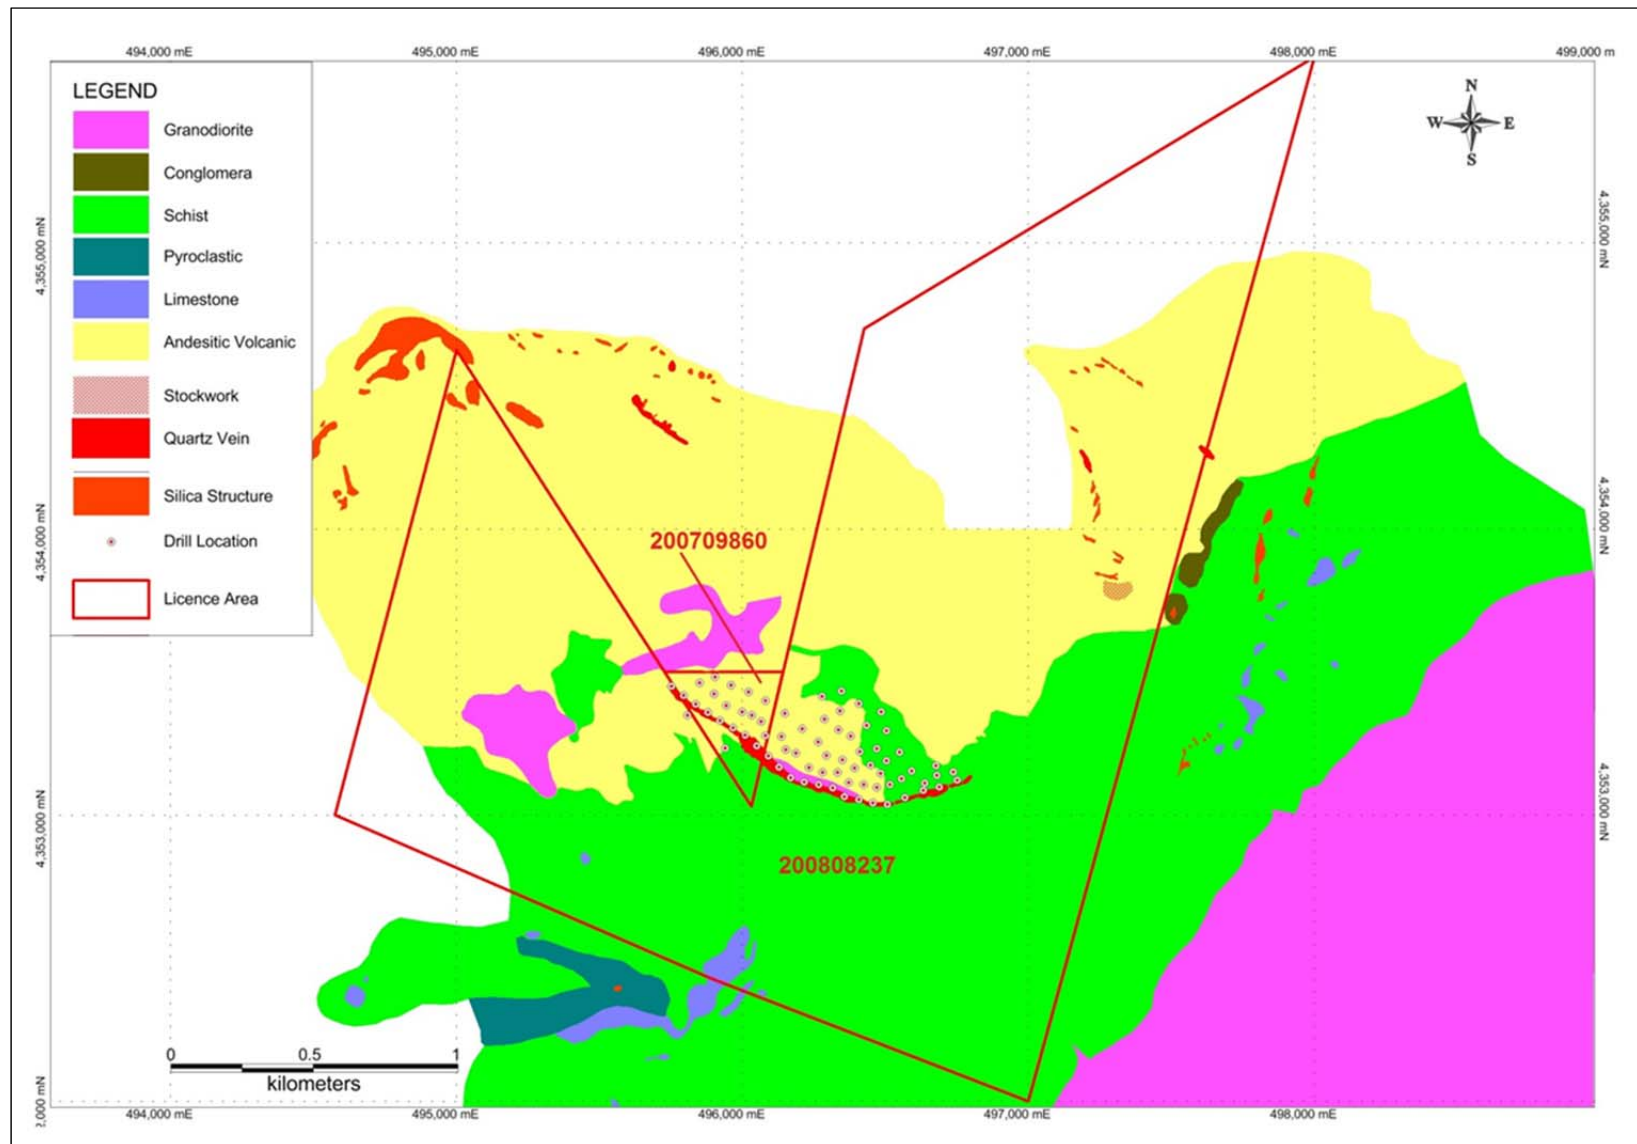 494,000 mE 495,000 mE 496,000 mE 497,000 mE 498,000 mE 499,000 m
LEGEND
Granodiorite
Conglomera
Schist
Pyroclastic
Limestone
Andesitic Volcanic
Stockwork
Quartz Vein
Silica Structure
Drill Location
Licence Area
N
W E
S
4,355,000 mN
4,355,000 mN
4,354,000 mN
4,354,000 mN
200709860
4,353,000 mN
4,353,000 mN
200808237
0 0.5 1
kilometers
2,000 mN
494,000 mE 495,000 mE 496,000 mE 497,000 mE 498,000 mE